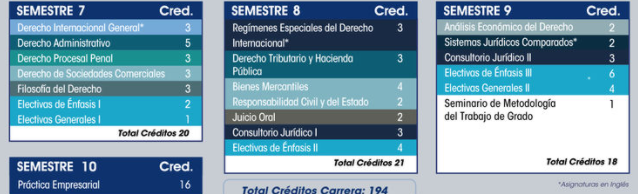 SEMESTRE 7 Cred.
Derecho Internacional General* 3
Derecho Administrativo 5
Derecho Procesal Penal 3
Derecho de Sociedades Comerciales 3
Filosofía del Derecho 3
Electivas de Énfasis I 2
Electivas Generales I 1
Total Créditos 20
SEMESTRE 10 Cred.
Práctica Empresarial 16
SEMESTRE 8 Cred.
Regímenes Especiales del Derecho 3
Internacional*
Derecho Tributario y Hacienda 3
Pública
Bienes Mercantiles 4
Responsabilidad Civil y del Estado 2
Juicio Oral 2
Consultorio Jurídico I 3
Electivas de Énfasis II 4
Total Créditos 21
Total Créditos Carrera: 194
SEMESTRE 9 Cred.
Análisis Económico del Derecho 2
Sistemas Jurídicos Comparados* 2
Consultorio Jurídico II 3
Electivas de Énfasis III 6
Electivas Generales II 4
Seminario de Metodología 1
del Trabajo de Grado
Total Créditos 18
*Asignaturas en Inglés